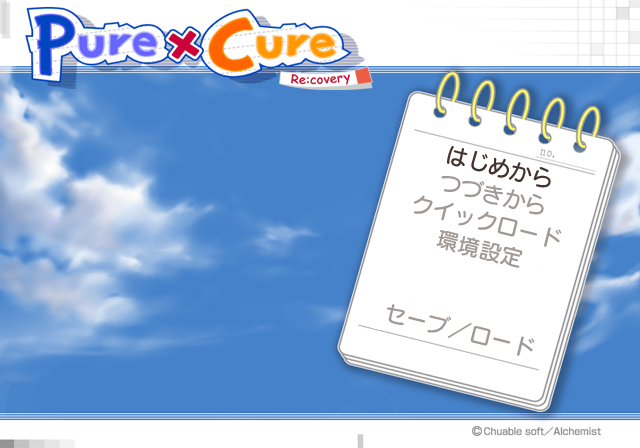 Pure×Cure
Re:covery
no.
はじめから
つづきから
クイックロード
環境設定
セーブ／ロード
©Chuable soft／Alchemist